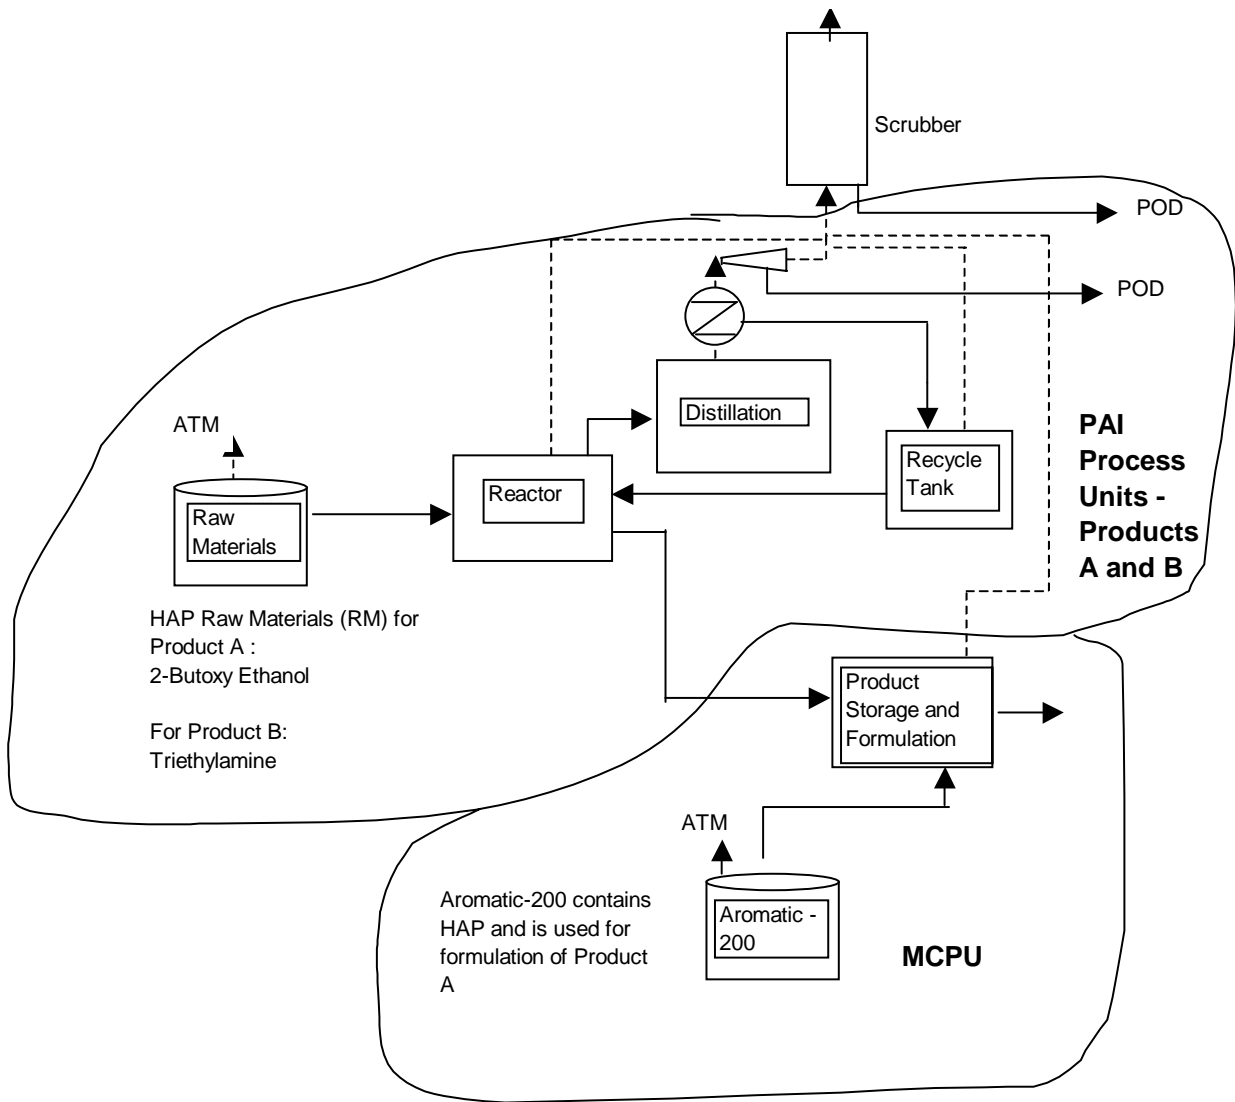 Scrubber
POD
POD
ATM
Distillation
PAI
Process
Units -
Products
A and B
Recycle
Tank
Reactor
Raw
Materials
HAP Raw Materials (RM) for
Product A :
2-Butoxy Ethanol
For Product B:
Triethylamine
Product
Storage and
Formulation
ATM
Aromatic-200 contains
HAP and is used for
formulation of Product
A
Aromatic -
200
MCPU